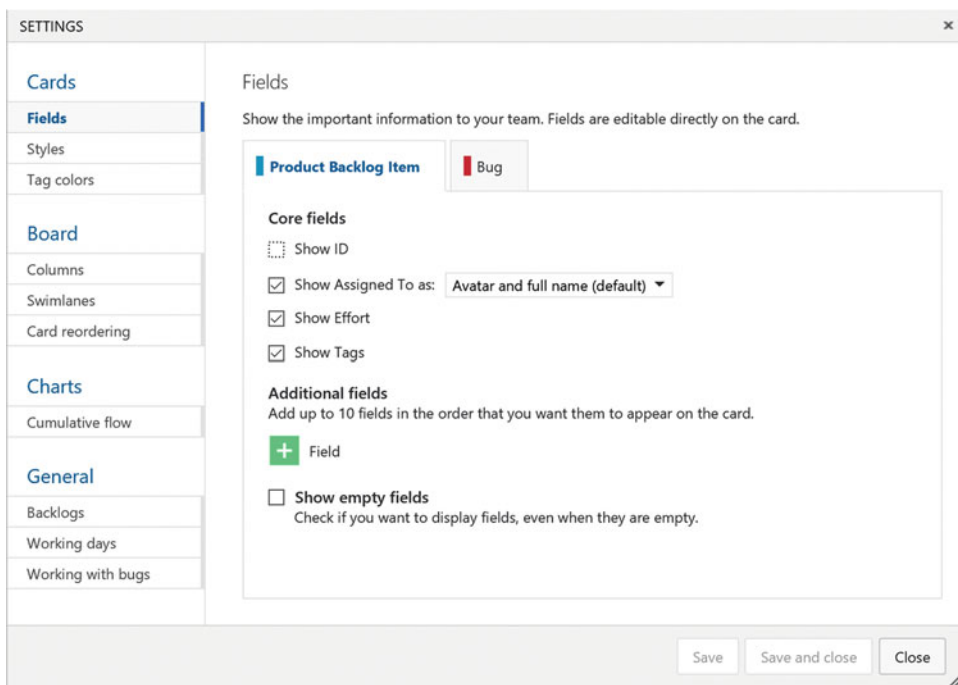 SETTINGS
×
Cards
Fields
Styles
Tag colors
Board
Columns
Swimlanes
Card reordering
Charts
Cumulative flow
General
Backlogs
Working days
Working with bugs
Fields
Show the important information to your team. Fields are editable directly on the card.
Product Backlog Item
Bug
Core fields
Show ID
Show Assigned To as: Avatar and full name (default)
Show Effort
Show Tags
Additional fields
Add up to 10 fields in the order that you want them to appear on the card.
+ Field
Show empty fields
Check if you want to display fields, even when they are empty.
Save Save and close Close